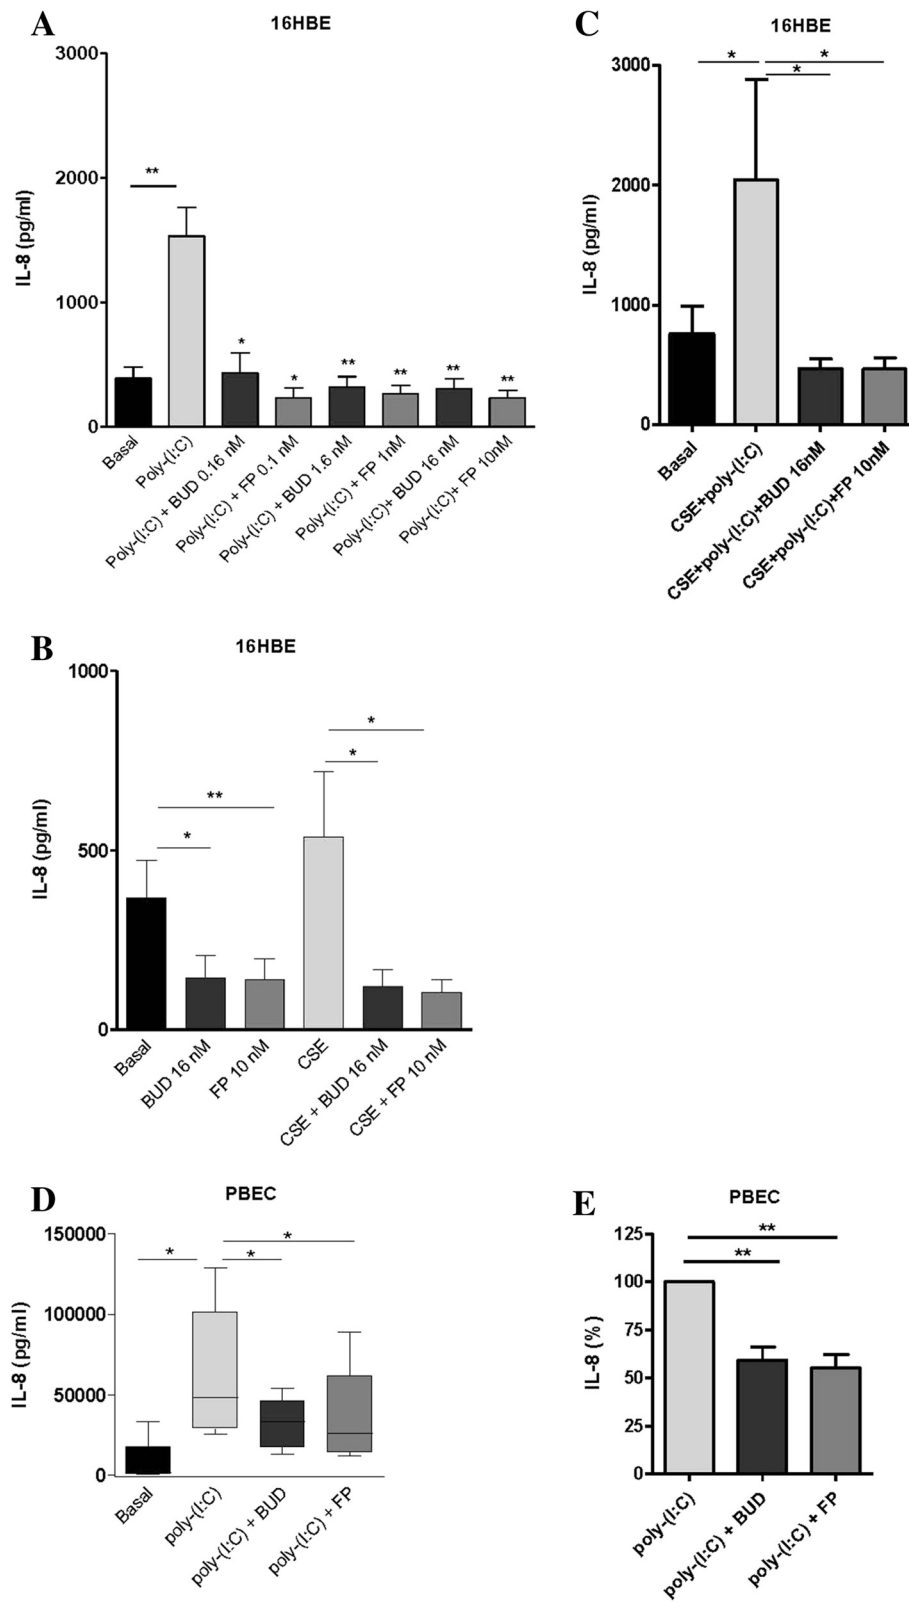 A
16HBE
3000
2000
1000
0
IL-8 (pg/ml)
**
*
*
**
**
**
**
Basal
Poly-(I:C)
Poly-(I:C) + BUD 0.16 nM
Poly-(I:C) + FP 0.1 nM
Poly-(I:C) + BUD 1.6 nM
Poly-(I:C) + FP 1nM
Poly-(I:C)+ BUD 16 nM
Poly-(I:C)+ FP 10nM
C
16HBE
3000
2000
1000
0
IL-8 (pg/ml)
*
*
*
Basal
CSE+poly-(I:C)
CSE+poly-(I:C)+BUD 16nM
CSE+poly-(I:C)+FP 10nM
B
16HBE
1000
500
0
IL-8 (pg/ml)
*
**
*
*
Basal
BUD 16 nM
FP 10 nM
CSE
CSE + BUD 16 nM
CSE + FP 10 nM
D
PBEC
150000
100000
50000
0
IL-8 (pg/ml)
*
*
*
Basal
poly-(I:C)
poly-(I:C) + BUD
poly-(I:C) + FP
E
PBEC
125
100
75
50
25
0
IL-8 (%)
**
**
poly-(I:C)
poly-(I:C) + BUD
poly-(I:C) + FP